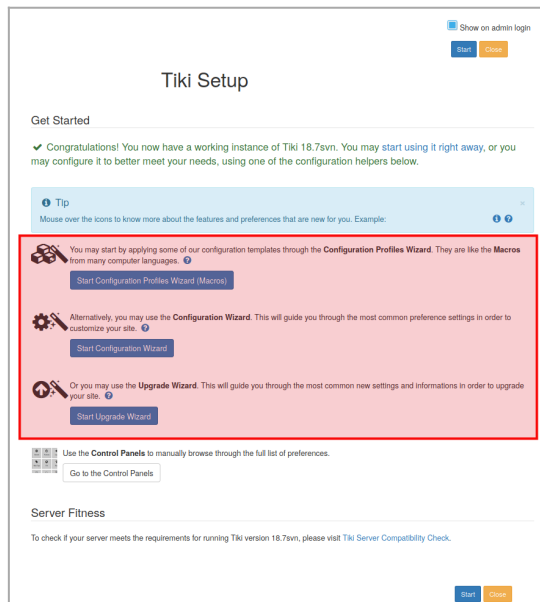 Show on admin login
Start Close
Tiki Setup
Get Started
Congratulations! You now have a working instance of Tiki 18.7svn. You may start using it right away, or you
may configure it to better meet your needs, using one of the configuration helpers below.
Tip
×
Mouse over the icons to know more about the features and preferences that are new for you. Example:
You may start by applying some of our configuration templates through the Configuration Profiles Wizard. They are like the Macros
from many computer languages.
Start Configuration Profiles Wizard (Macros)
Alternatively, you may use the Configuration Wizard. This will guide you through the most common preference settings in order to
customize your site.
Start Configuration Wizard
Or you may use the Upgrade Wizard. This will guide you through the most common new settings and informations in order to upgrade
your site.
Start Upgrade Wizard
Use the Control Panels to manually browse through the full list of preferences.
Go to the Control Panels
Server Fitness
To check if your server meets the requirements for running Tiki version 18.7svn, please visit Tiki Server Compatibility Check.
Start Close